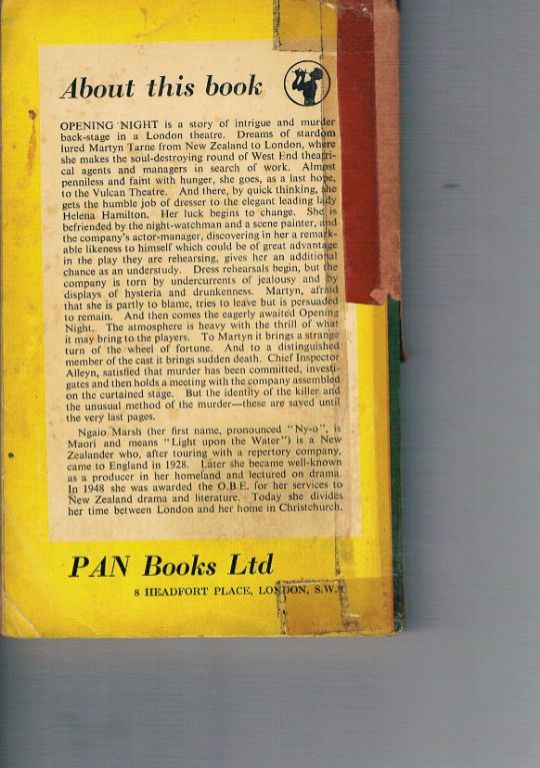 About this book
OPENING NIGHT is a story of intrigue and murder
back-stage in a London theatre. Dreams of stardom
lured Martyn Tarne from New Zealand to London, where
she makes the soul-destroying round of West End theatri-
cal agents and managers in search of work. Almost
penniless and faint with hunger, she goes, as a last hope,
to the Vulcan Theatre. And there, by quick thinking, she
gets the humble job of dresser to the elegant leading lady
Helena Hamilton. Her luck begins to change. She is
befriended by the night-watchman and a scene painter, and
the company's actor-manager, discovering in her a remark-
able likeness to himself which could be of great advantage
in the play they are rehearsing, gives her an additional
chance as an understudy. Dress rehearsals begin, but the
company is torn by undercurrents of jealousy and by
displays of hysteria and drunkenness. Martyn, afraid
that she is partly to blame, tries to leave but is persuaded
to remain. And then comes the eagerly awaited Opening
Night. The atmosphere is heavy with the thrill of what
it may bring to the players. To Martyn it brings a strange
turn of the wheel of fortune. And to a distinguished
member of the cast it brings sudden death. Chief Inspector
Alleyn, satisfied that murder has been committed, investi-
gates and then holds a meeting with the company assembled
on the curtained stage. But the identity of the killer and
the unusual method of the murder—these are saved until
the very last pages.
Ngaio Marsh (her first name, pronounced "Ny-o", is
Maori and means "Light upon the Water") is a New
Zealander who, after touring with a repertory company,
came to England in 1928. Later she became well-known
as a producer in her homeland and lectured on drama.
In 1948 she was awarded the O.B.E. for her services to
New Zealand drama and literature. Today she divides
her time between London and her home in Christchurch.
PAN Books Ltd
8 HEADFORT PLACE, LONDON, S.W.1